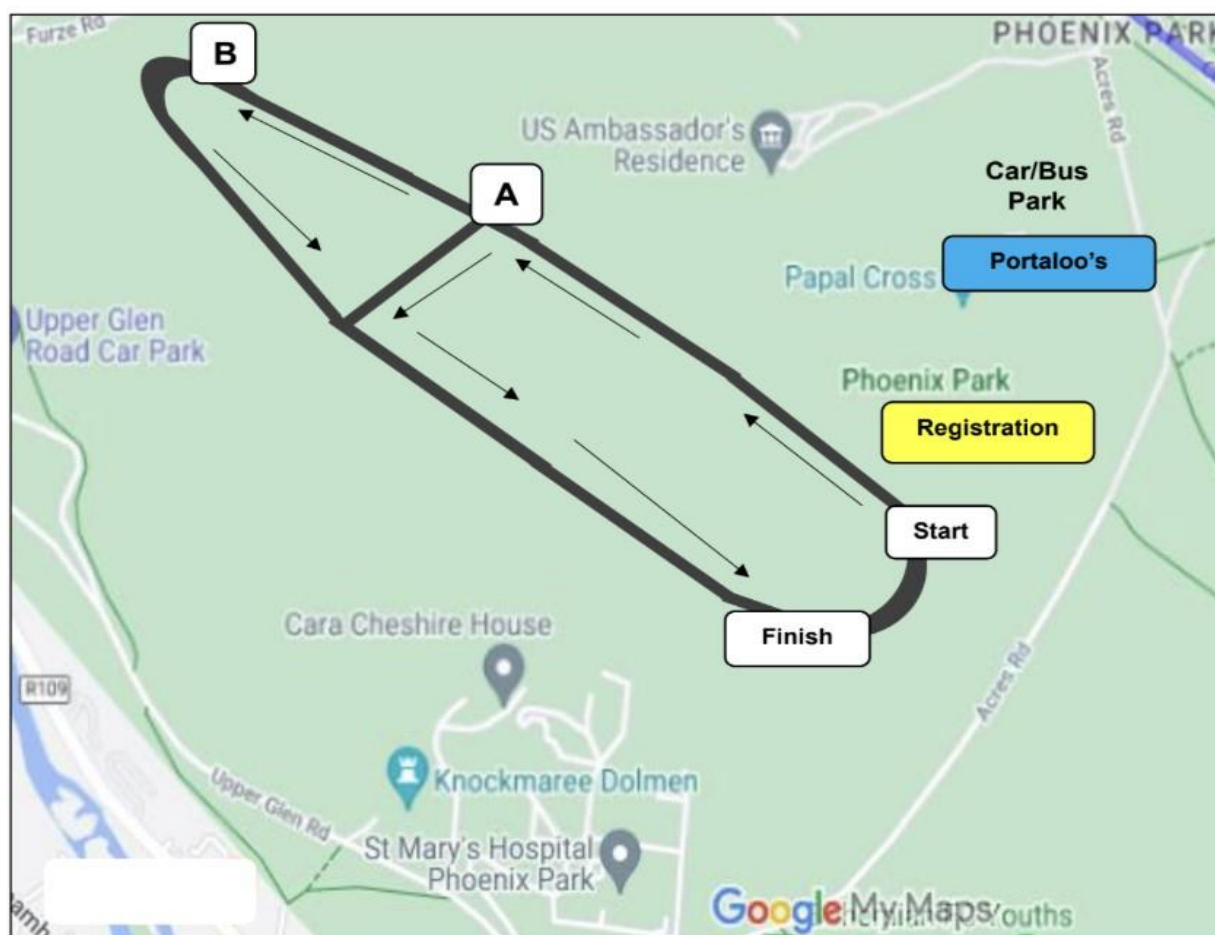 Furze Rd
B
PHOENIX PARK
Acres Rd
US Ambassador's
Residence
Car/Bus
Park
A
Portaloo's
Papal Cross
Upper Glen
Road Car Park
Phoenix Park
Registration
Start
Finish
Cara Cheshire House
R109
Acres Rd
Knockmaree Dolmen
Upper Glen Rd
St Mary's Hospital
Phoenix Park
Google My Maps